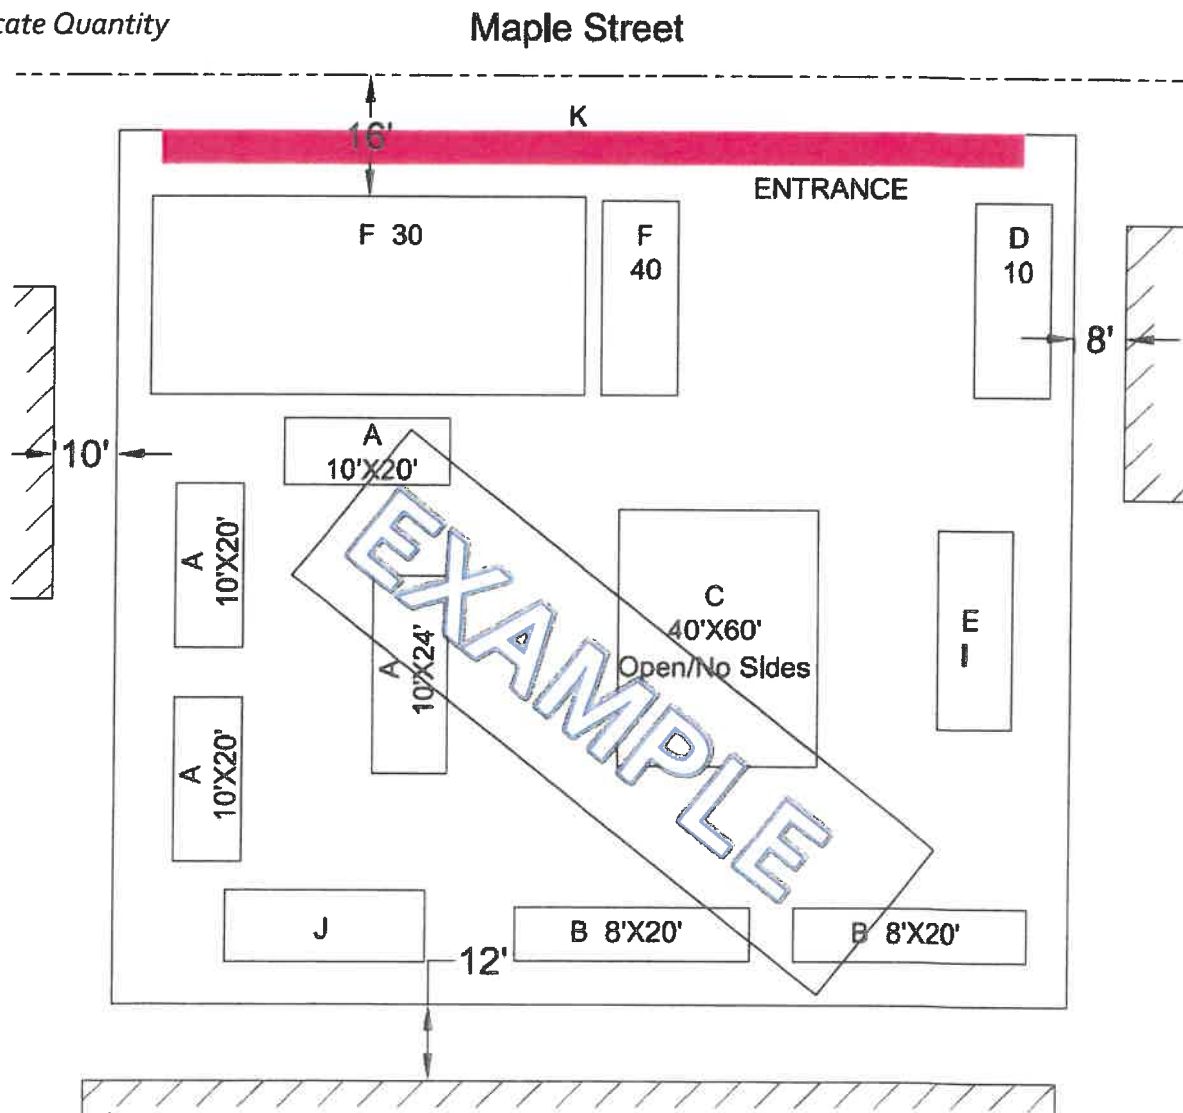 cate Quantity
Maple Street
K
16'
ENTRANCE
F 30
F
40
D
10
8'
10'
A
10'X20'
A
10'X20'
EXAMPLE
C
40'X60'
Open/No Sides
E
I
A
10'X24'
A
10'X20'
J
B 8'X20'
B 8'X20'
12'